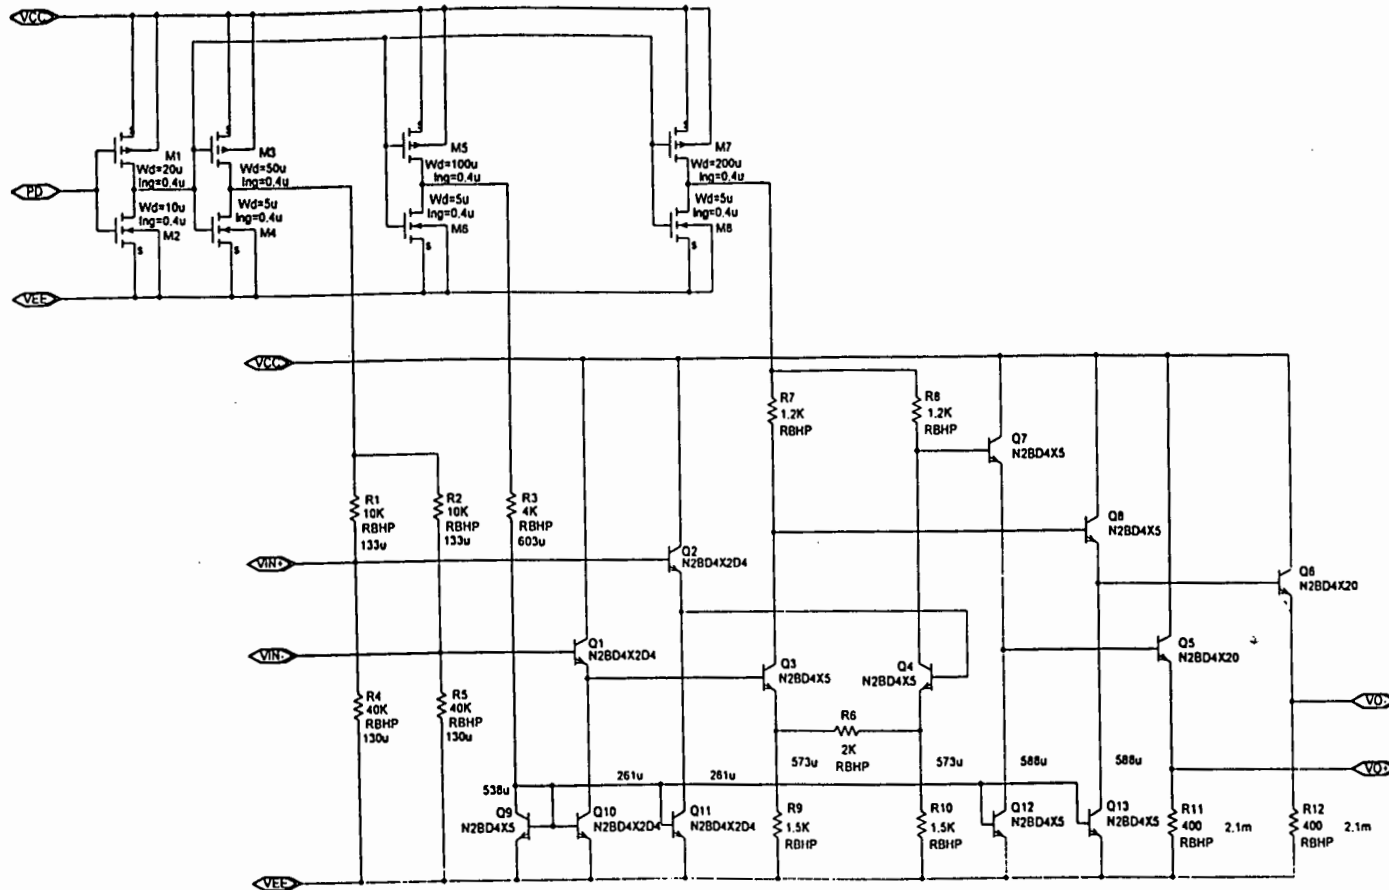 VCC
S
S
S
S
M1
M3
M5
M7
Wd=20u
Wd=50u
Wd=100u
Wd=200u
lng=0.4u
lng=0.4u
lng=0.4u
lng=0.4u
PD
Wd=10u
Wd=5u
Wd=5u
Wd=5u
lng=0.4u
lng=0.4u
lng=0.4u
lng=0.4u
M2
M4
M6
M8
S
S
S
S
VEE
VCC
R7
1.2K
RBHP
R8
1.2K
RBHP
Q7
N2BD4X5
R1
10K
RBHP
133u
R2
10K
RBHP
133u
R3
4K
RBHP
603u
Q8
N2BD4X5
Q2
N2BD4X2D4
VIN+
Q6
N2BD4X20
Q1
N2BD4X2D4
VIN-
Q5
N2BD4X20
Q3
N2BD4X5
Q4
N2BD4X5
R4
40K
RBHP
130u
R5
40K
RBHP
130u
VO-
R6
2K
RBHP
573u
573u
588u
588u
VO+
538u
261u
261u
Q9
N2BD4X5
Q10
N2BD4X2D4
Q11
N2BD4X2D4
R9
1.5K
RBHP
R10
1.5K
RBHP
Q12
N2BD4X5
Q13
N2BD4X5
R11
400
RBHP
2.1m
R12
400
RBHP
2.1m
VEE